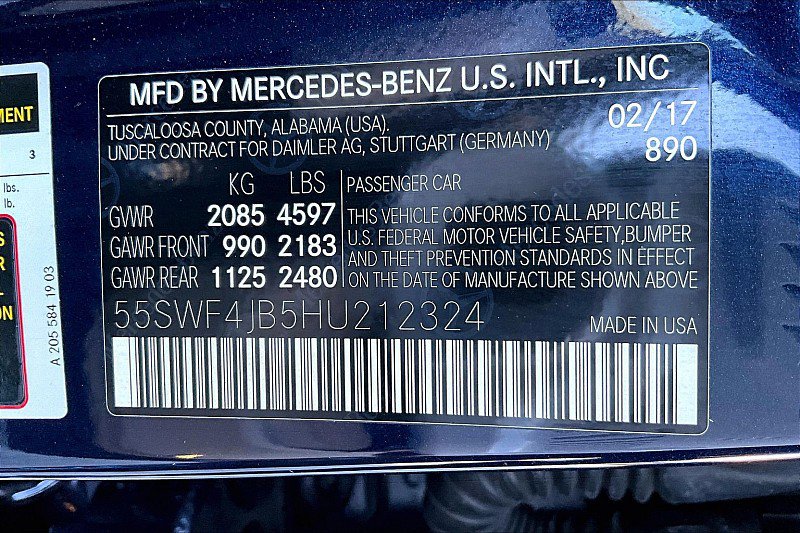 MFD BY MERCEDES-BENZ U.S. INTL., INC
TUSCALOOSA COUNTY, ALABAMA (USA).
UNDER CONTRACT FOR DAIMLER AG, STUTTGART (GERMANY)
02/17
890
KG LBS
GVWR 2085 4597
GAWR FRONT 990 2183
GAWR REAR 1125 2480
PASSENGER CAR
THIS VEHICLE CONFORMS TO ALL APPLICABLE
U.S. FEDERAL MOTOR VEHICLE SAFETY,BUMPER
AND THEFT PREVENTION STANDARDS IN EFFECT
ON THE DATE OF MANUFACTURE SHOWN ABOVE
55SWF4JB5HU212324
MADE IN USA
MENT
3
lbs.
lb.
S
R
ON
A 205 584 19 03